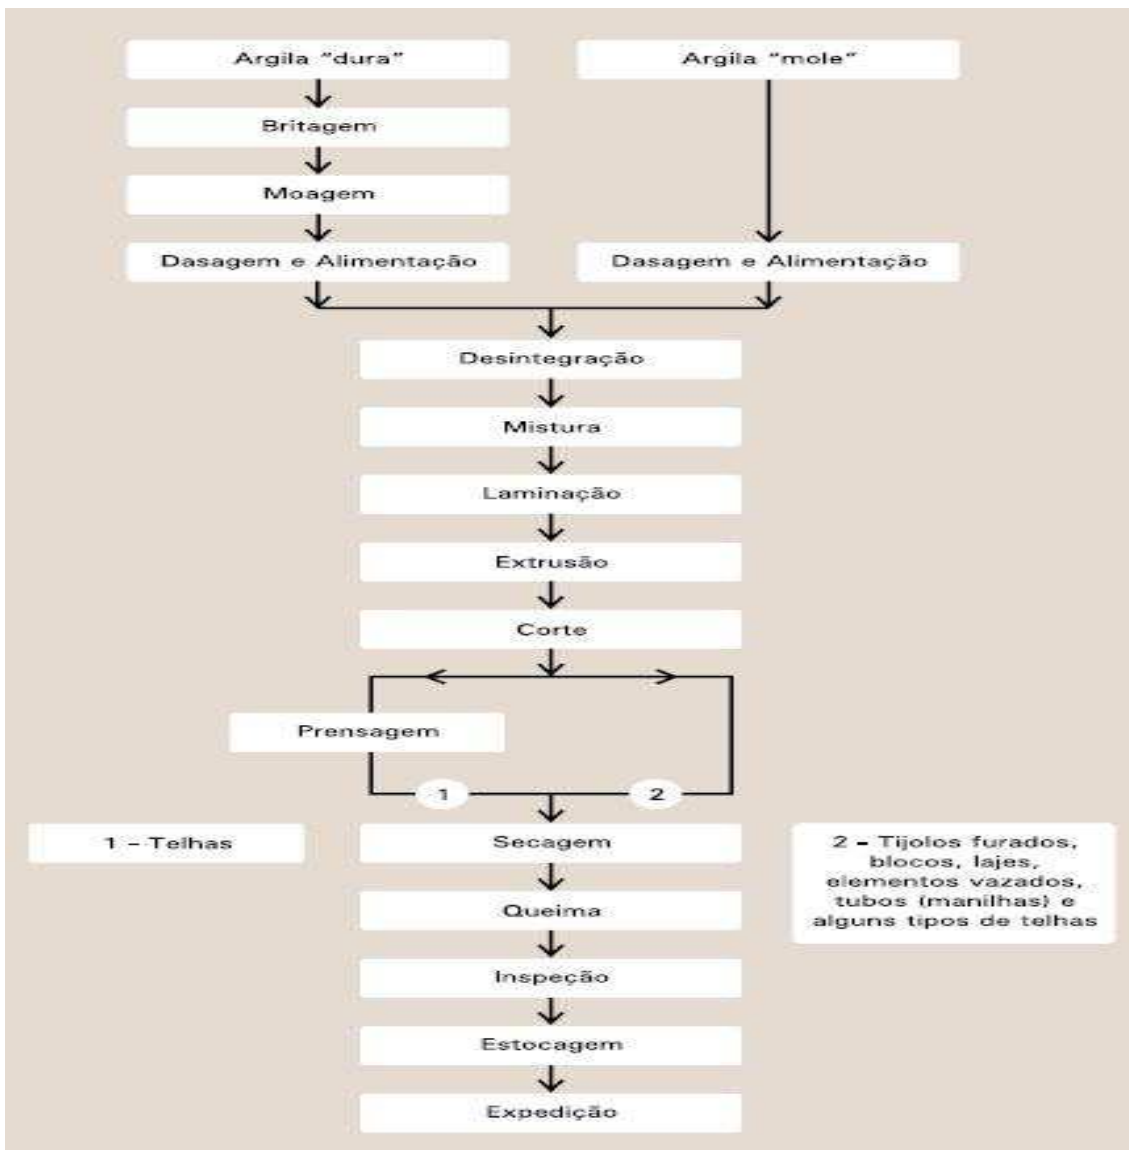 Argila “dura”
Argila “mole”
Britagem
Moagem
Dasagem e Alimentação
Dasagem e Alimentação
Desintegração
Mistura
Laminação
Extrusão
Corte
Prensagem
1
2
1 – Telhas
Secagem
2 – Tijolos furados,
blocos, lajes,
elementos vazados,
tubos (manilhas) e
alguns tipos de telhas
Queima
Inspeção
Estocagem
Expedição